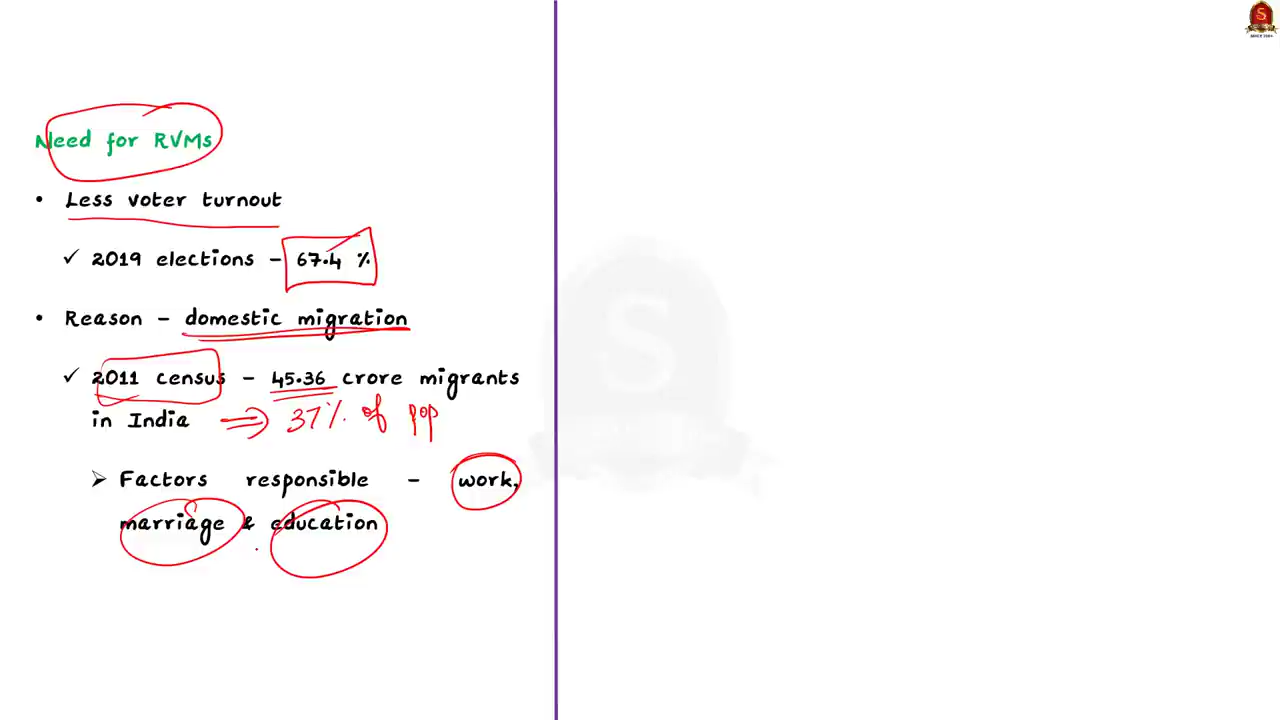 Need for RVMs
• Less voter turnout
✓ 2019 elections – 67.4 %
• Reason – domestic migration
✓ 2011 census – 45.36 crore migrants
in India ⇒ 37% of pop
➢ Factors responsible – work,
marriage & education
S